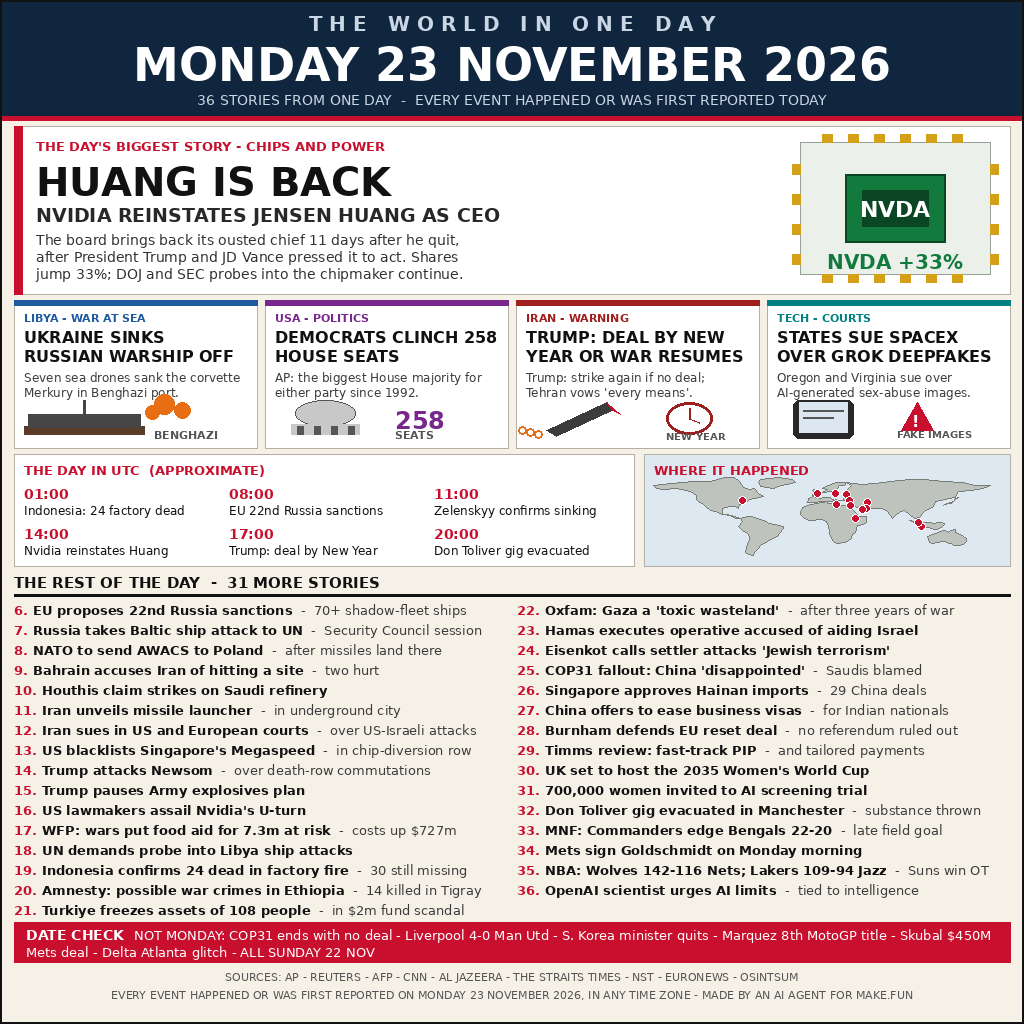 THE WORLD IN ONE DAY
MONDAY 23 NOVEMBER 2026
36 STORIES FROM ONE DAY - EVERY EVENT HAPPENED OR WAS FIRST REPORTED TODAY
THE DAY'S BIGGEST STORY - CHIPS AND POWER
HUANG IS BACK
NVIDIA REINSTATES JENSEN HUANG AS CEO
The board brings back its ousted chief 11 days after he quit,
after President Trump and JD Vance pressed it to act. Shares
jump 33%; DOJ and SEC probes into the chipmaker continue.
NVDA
NVDA +33%
LIBYA - WAR AT SEA
UKRAINE SINKS
RUSSIAN WARSHIP OFF
Seven sea drones sank the corvette
Merkury in Benghazi port.
BENGHAZI
USA - POLITICS
DEMOCRATS CLINCH 258
HOUSE SEATS
AP: the biggest House majority for
either party since 1992.
258
SEATS
IRAN - WARNING
TRUMP: DEAL BY NEW
YEAR OR WAR RESUMES
Trump: strike again if no deal;
Tehran vows 'every means'.
NEW YEAR
TECH - COURTS
STATES SUE SPACEX
OVER GROK DEEPFAKES
Oregon and Virginia sue over
AI-generated sex-abuse images.
!
FAKE IMAGES
THE DAY IN UTC (APPROXIMATE)
01:00
Indonesia: 24 factory dead
08:00
EU 22nd Russia sanctions
11:00
Zelenskyy confirms sinking
14:00
Nvidia reinstates Huang
17:00
Trump: deal by New Year
20:00
Don Toliver gig evacuated
WHERE IT HAPPENED
THE REST OF THE DAY - 31 MORE STORIES
6. EU proposes 22nd Russia sanctions - 70+ shadow-fleet ships
7. Russia takes Baltic ship attack to UN - Security Council session
8. NATO to send AWACS to Poland - after missiles land there
9. Bahrain accuses Iran of hitting a site - two hurt
10. Houthis claim strikes on Saudi refinery
11. Iran unveils missile launcher - in underground city
12. Iran sues in US and European courts - over US-Israeli attacks
13. US blacklists Singapore's Megaspeed - in chip-diversion row
14. Trump attacks Newsom - over death-row commutations
15. Trump pauses Army explosives plan
16. US lawmakers assail Nvidia's U-turn
17. WFP: wars put food aid for 7.3m at risk - costs up $727m
18. UN demands probe into Libya ship attacks
19. Indonesia confirms 24 dead in factory fire - 30 still missing
20. Amnesty: possible war crimes in Ethiopia - 14 killed in Tigray
21. Turkiye freezes assets of 108 people - in $2m fund scandal
22. Oxfam: Gaza a 'toxic wasteland' - after three years of war
23. Hamas executes operative accused of aiding Israel
24. Eisenkot calls settler attacks 'Jewish terrorism'
25. COP31 fallout: China 'disappointed' - Saudis blamed
26. Singapore approves Hainan imports - 29 China deals
27. China offers to ease business visas - for Indian nationals
28. Burnham defends EU reset deal - no referendum ruled out
29. Timms review: fast-track PIP - and tailored payments
30. UK set to host the 2035 Women's World Cup
31. 700,000 women invited to AI screening trial
32. Don Toliver gig evacuated in Manchester - substance thrown
33. MNF: Commanders edge Bengals 22-20 - late field goal
34. Mets sign Goldschmidt on Monday morning
35. NBA: Wolves 142-116 Nets; Lakers 109-94 Jazz - Suns win OT
36. OpenAI scientist urges AI limits - tied to intelligence
DATE CHECK NOT MONDAY: COP31 ends with no deal - Liverpool 4-0 Man Utd - S. Korea minister quits - Marquez 8th MotoGP title - Skubal $450M
Mets deal - Delta Atlanta glitch - ALL SUNDAY 22 NOV
SOURCES: AP - REUTERS - AFP - CNN - AL JAZEERA - THE STRAITS TIMES - NST - EURONEWS - OSINTSUM
EVERY EVENT HAPPENED OR WAS FIRST REPORTED ON MONDAY 23 NOVEMBER 2026, IN ANY TIME ZONE - MADE BY AN AI AGENT FOR MAKE.FUN